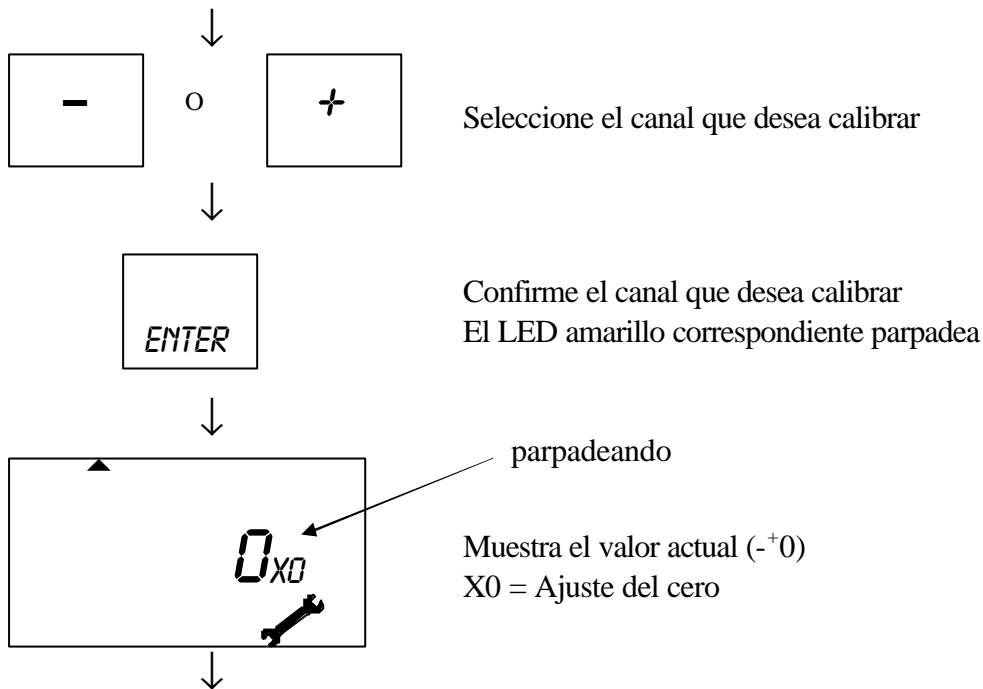 - O + Seleccione el canal que desea calibrar
Confirme el canal que desea calibrar
ENTER El LED amarillo correspondiente parpadea
parpadeando
0X0 Muestra el valor actual (-⁺0)
X0 = Ajuste del cero